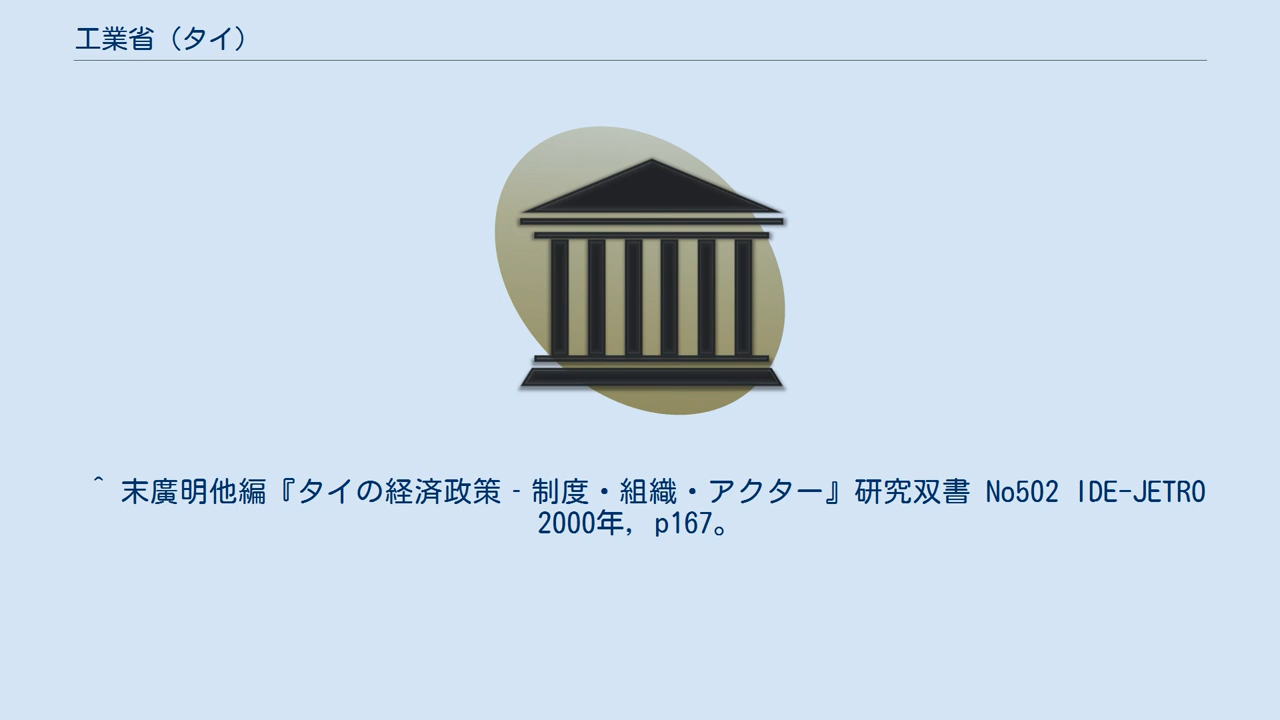 工業省（タイ）
^ 末廣明他編『タイの経済政策 - 制度・組織・アクター』研究双書 No502 IDE-JETRO
2000年, p167。